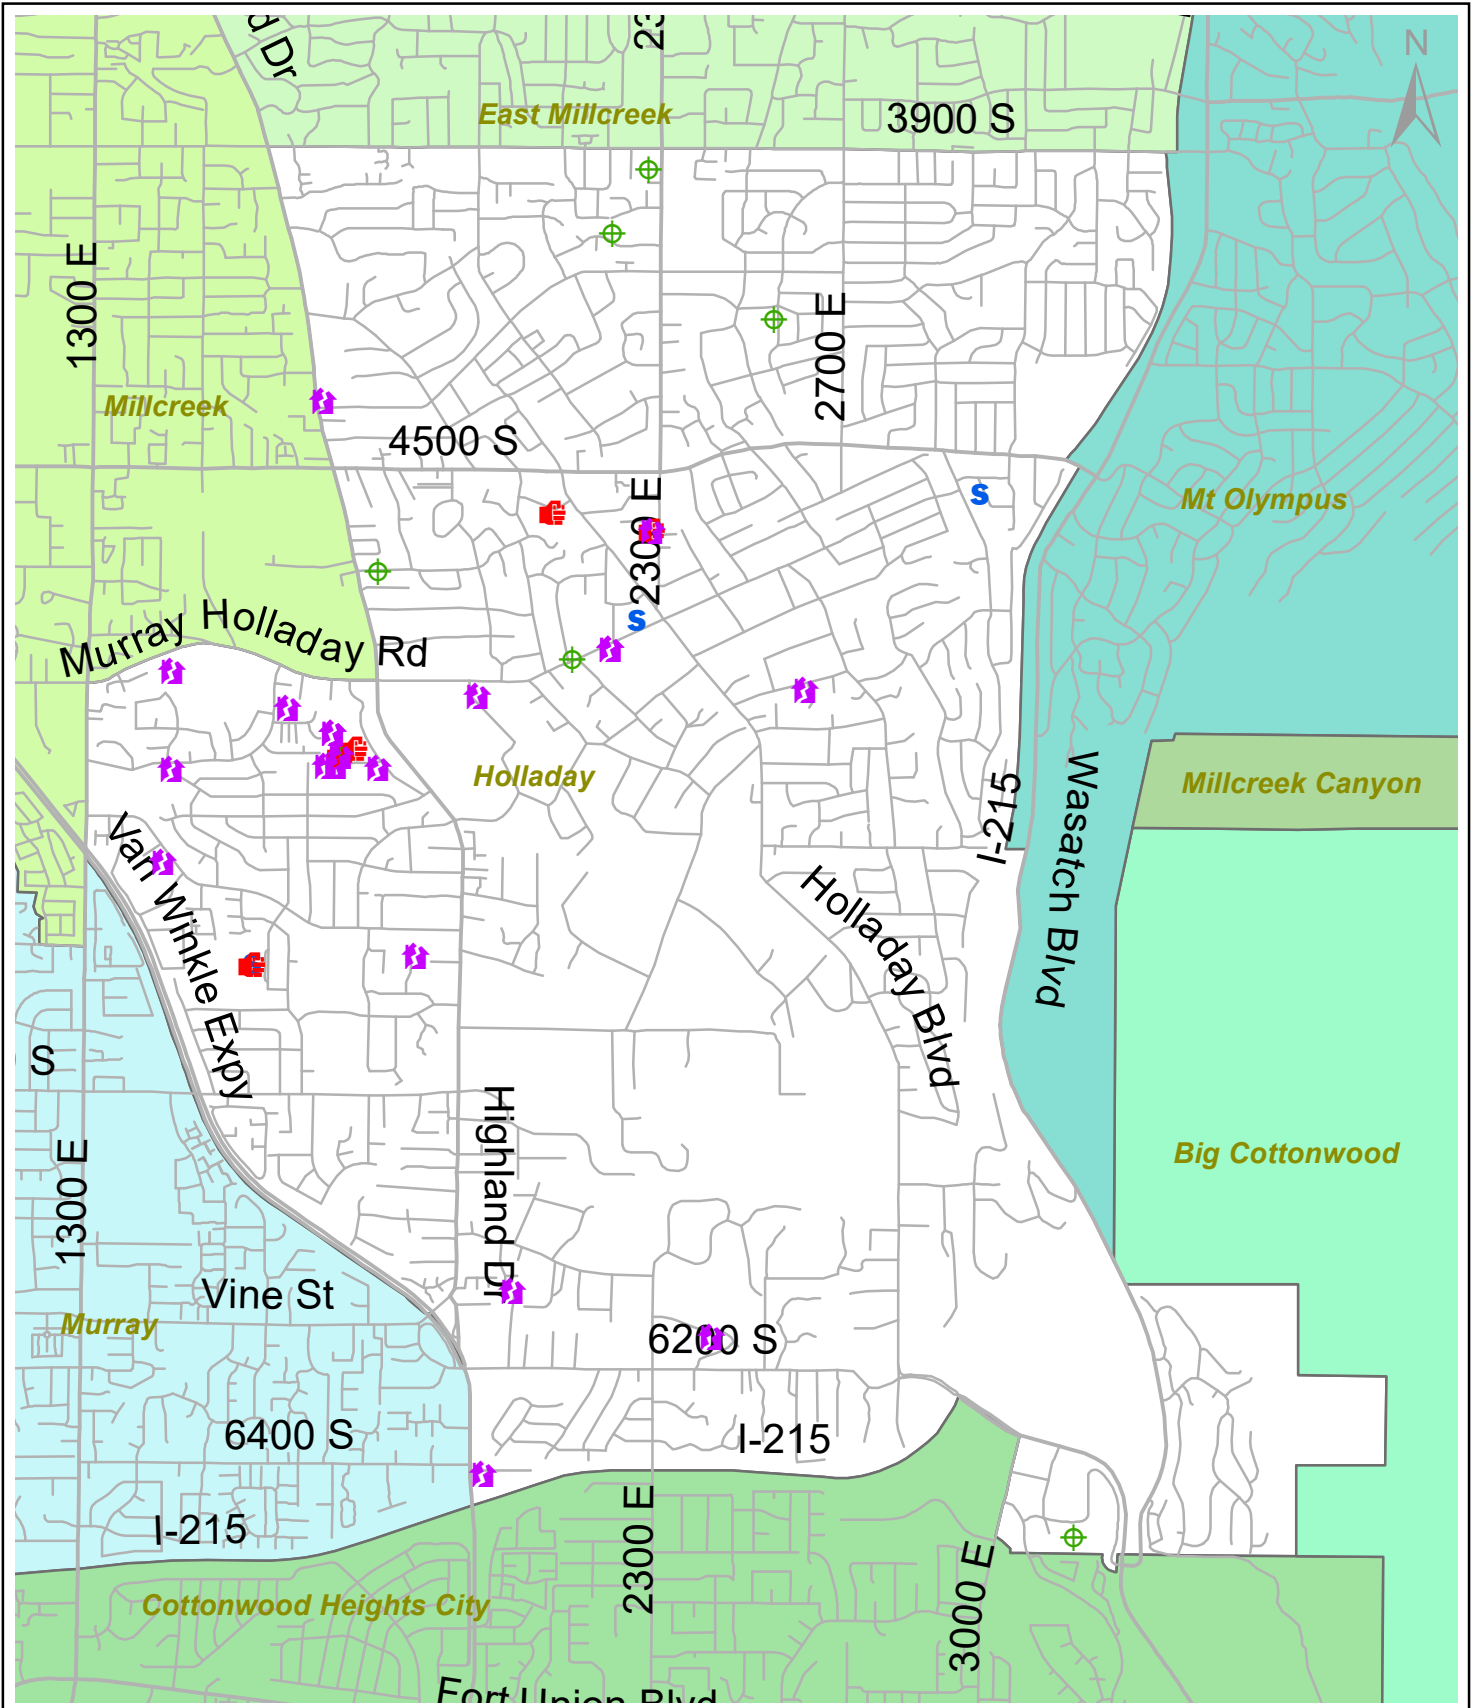 d Dr
23
N
East Millcreek
3900 S
1300 E
2700 E
Millcreek
4500 S
2300 E
S
Mt Olympus
Murray Holladay Rd
S
Holladay
I-215
Wasatch Blvd
Millcreek Canyon
Van Winkle Expy
Holladay Blvd
S
Highland Dr
1300 E
Big Cottonwood
Vine St
Murray
6200 S
6400 S
I-215
I-215
2300 E
3000 E
Cottonwood Heights City
Fort Union Blvd